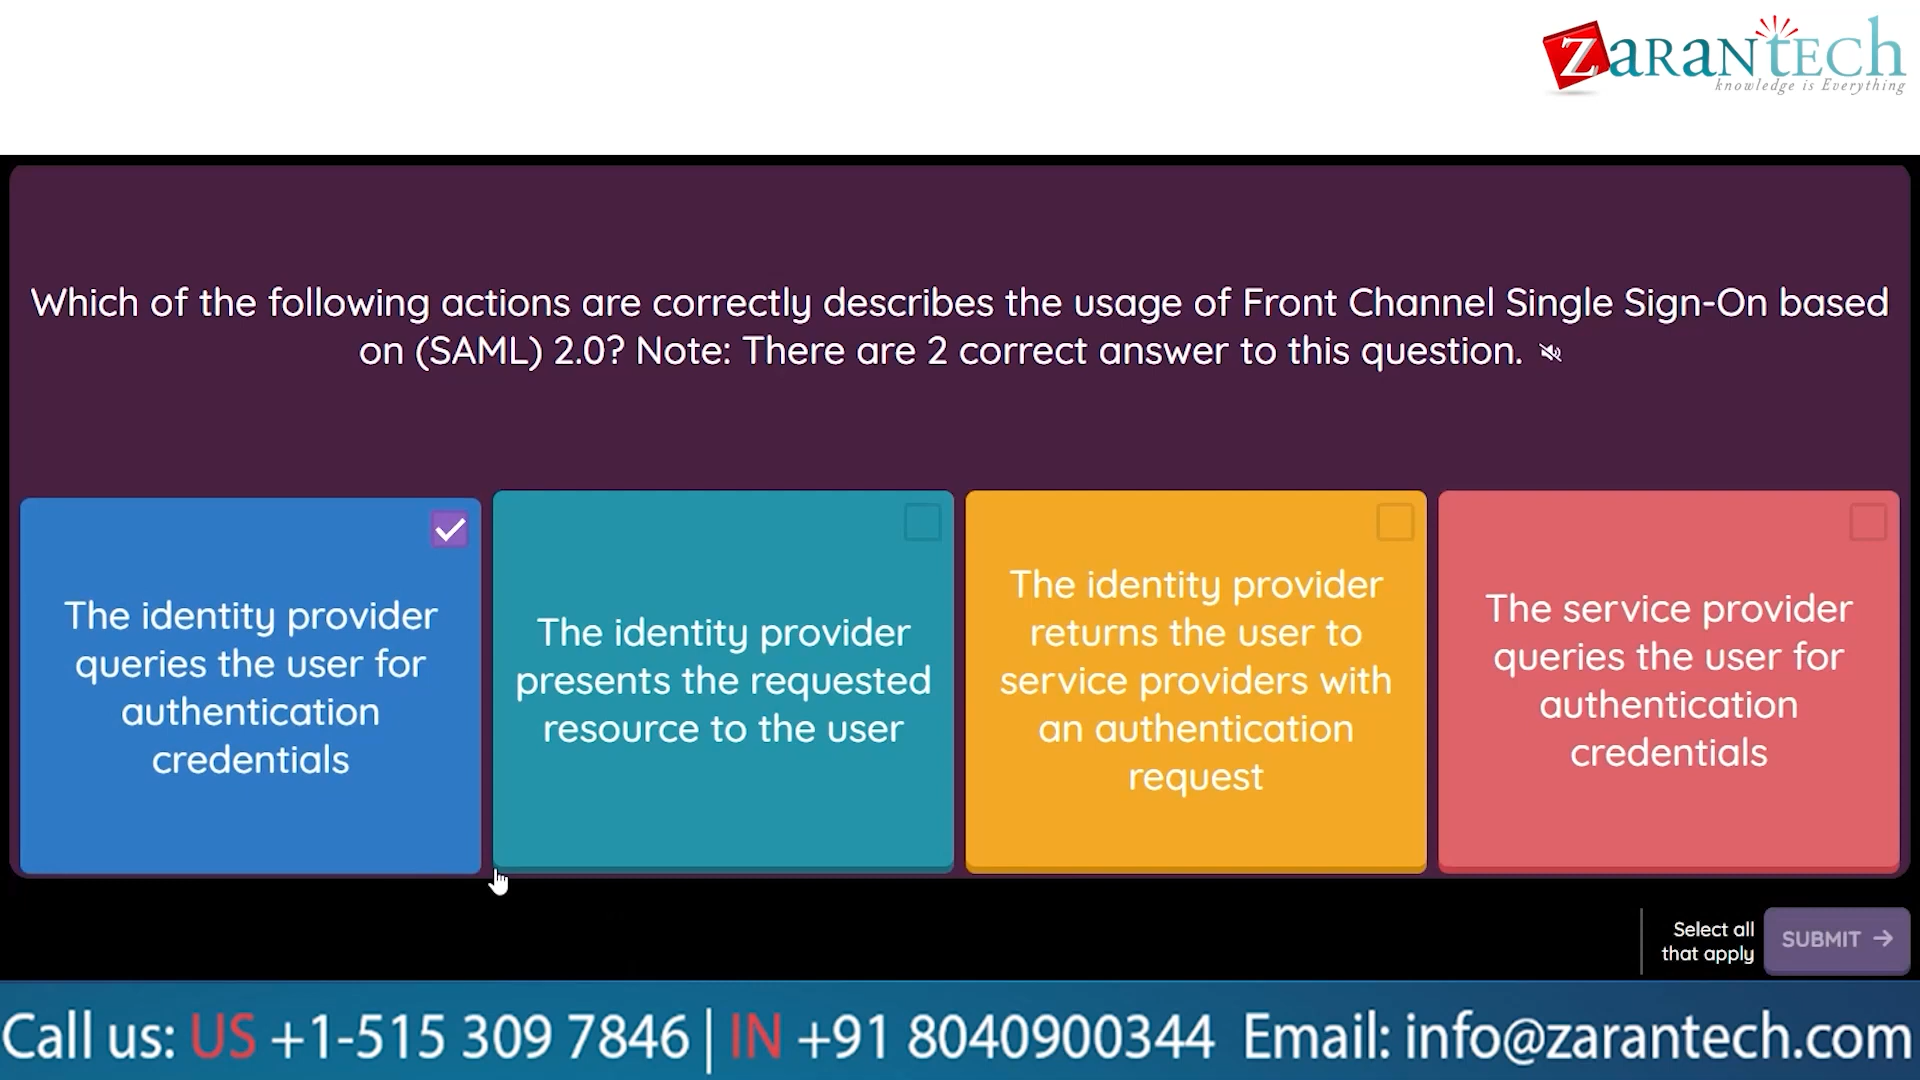 ZaranTech
knowledge is Everything
Which of the following actions are correctly describes the usage of Front Channel Single Sign-On based
on (SAML) 2.0? Note: There are 2 correct answer to this question.
The identity provider
queries the user for
authentication
credentials
The identity provider
presents the requested
resource to the user
The identity provider
returns the user to
service providers with
an authentication
request
The service provider
queries the user for
authentication
credentials
Select all
that apply
SUBMIT →
Call us: US +1-515 309 7846 | IN +91 8040900344 Email: info@zarantech.com